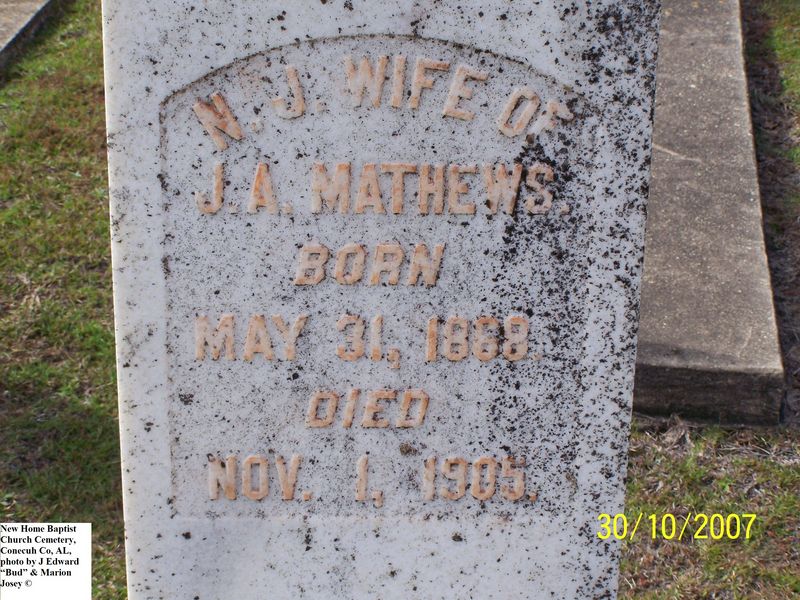 N. J. WIFE OF
J. A. MATHEWS.
BORN
MAY 31, 1868.
DIED
NOV. 1, 1905.
30/10/2007
New Home Baptist
Church Cemetery,
Conecuh Co, AL,
photo by J Edward
“Bud” & Marion
Josey ©